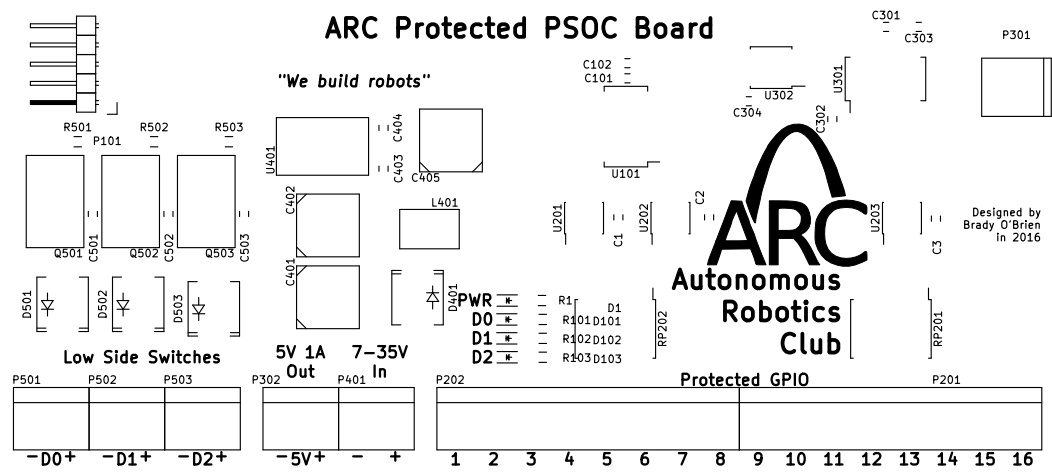 ARC Protected PSOC Board
C301
C303
P301
"We build robots"
C102
C101
U301
U302
C304
C302
R501
R502
R503
P101
C404
U401
C403
C405
U101
C402
L401
U201
C1
U202
C2
ARC
U203
C3
Designed by
Brady O'Brien
in 2016
Q501
C501
Q502
C502
Q503
C503
C401
D501
D502
D503
D401
Autonomous
Robotics
Club
PWR
R1
D1
D0
R101
D101
D1
R102
D102
D2
R103
D103
RP202
RP201
Low Side Switches
5V 1A
Out
7-35V
In
Protected GPIO
P501
P502
P503
P302
P401
P202
P201
-D0+
-D1+
-D2+
-5V+
- +
1 2 3 4 5 6 7 8 9 10 11 12 13 14 15 16